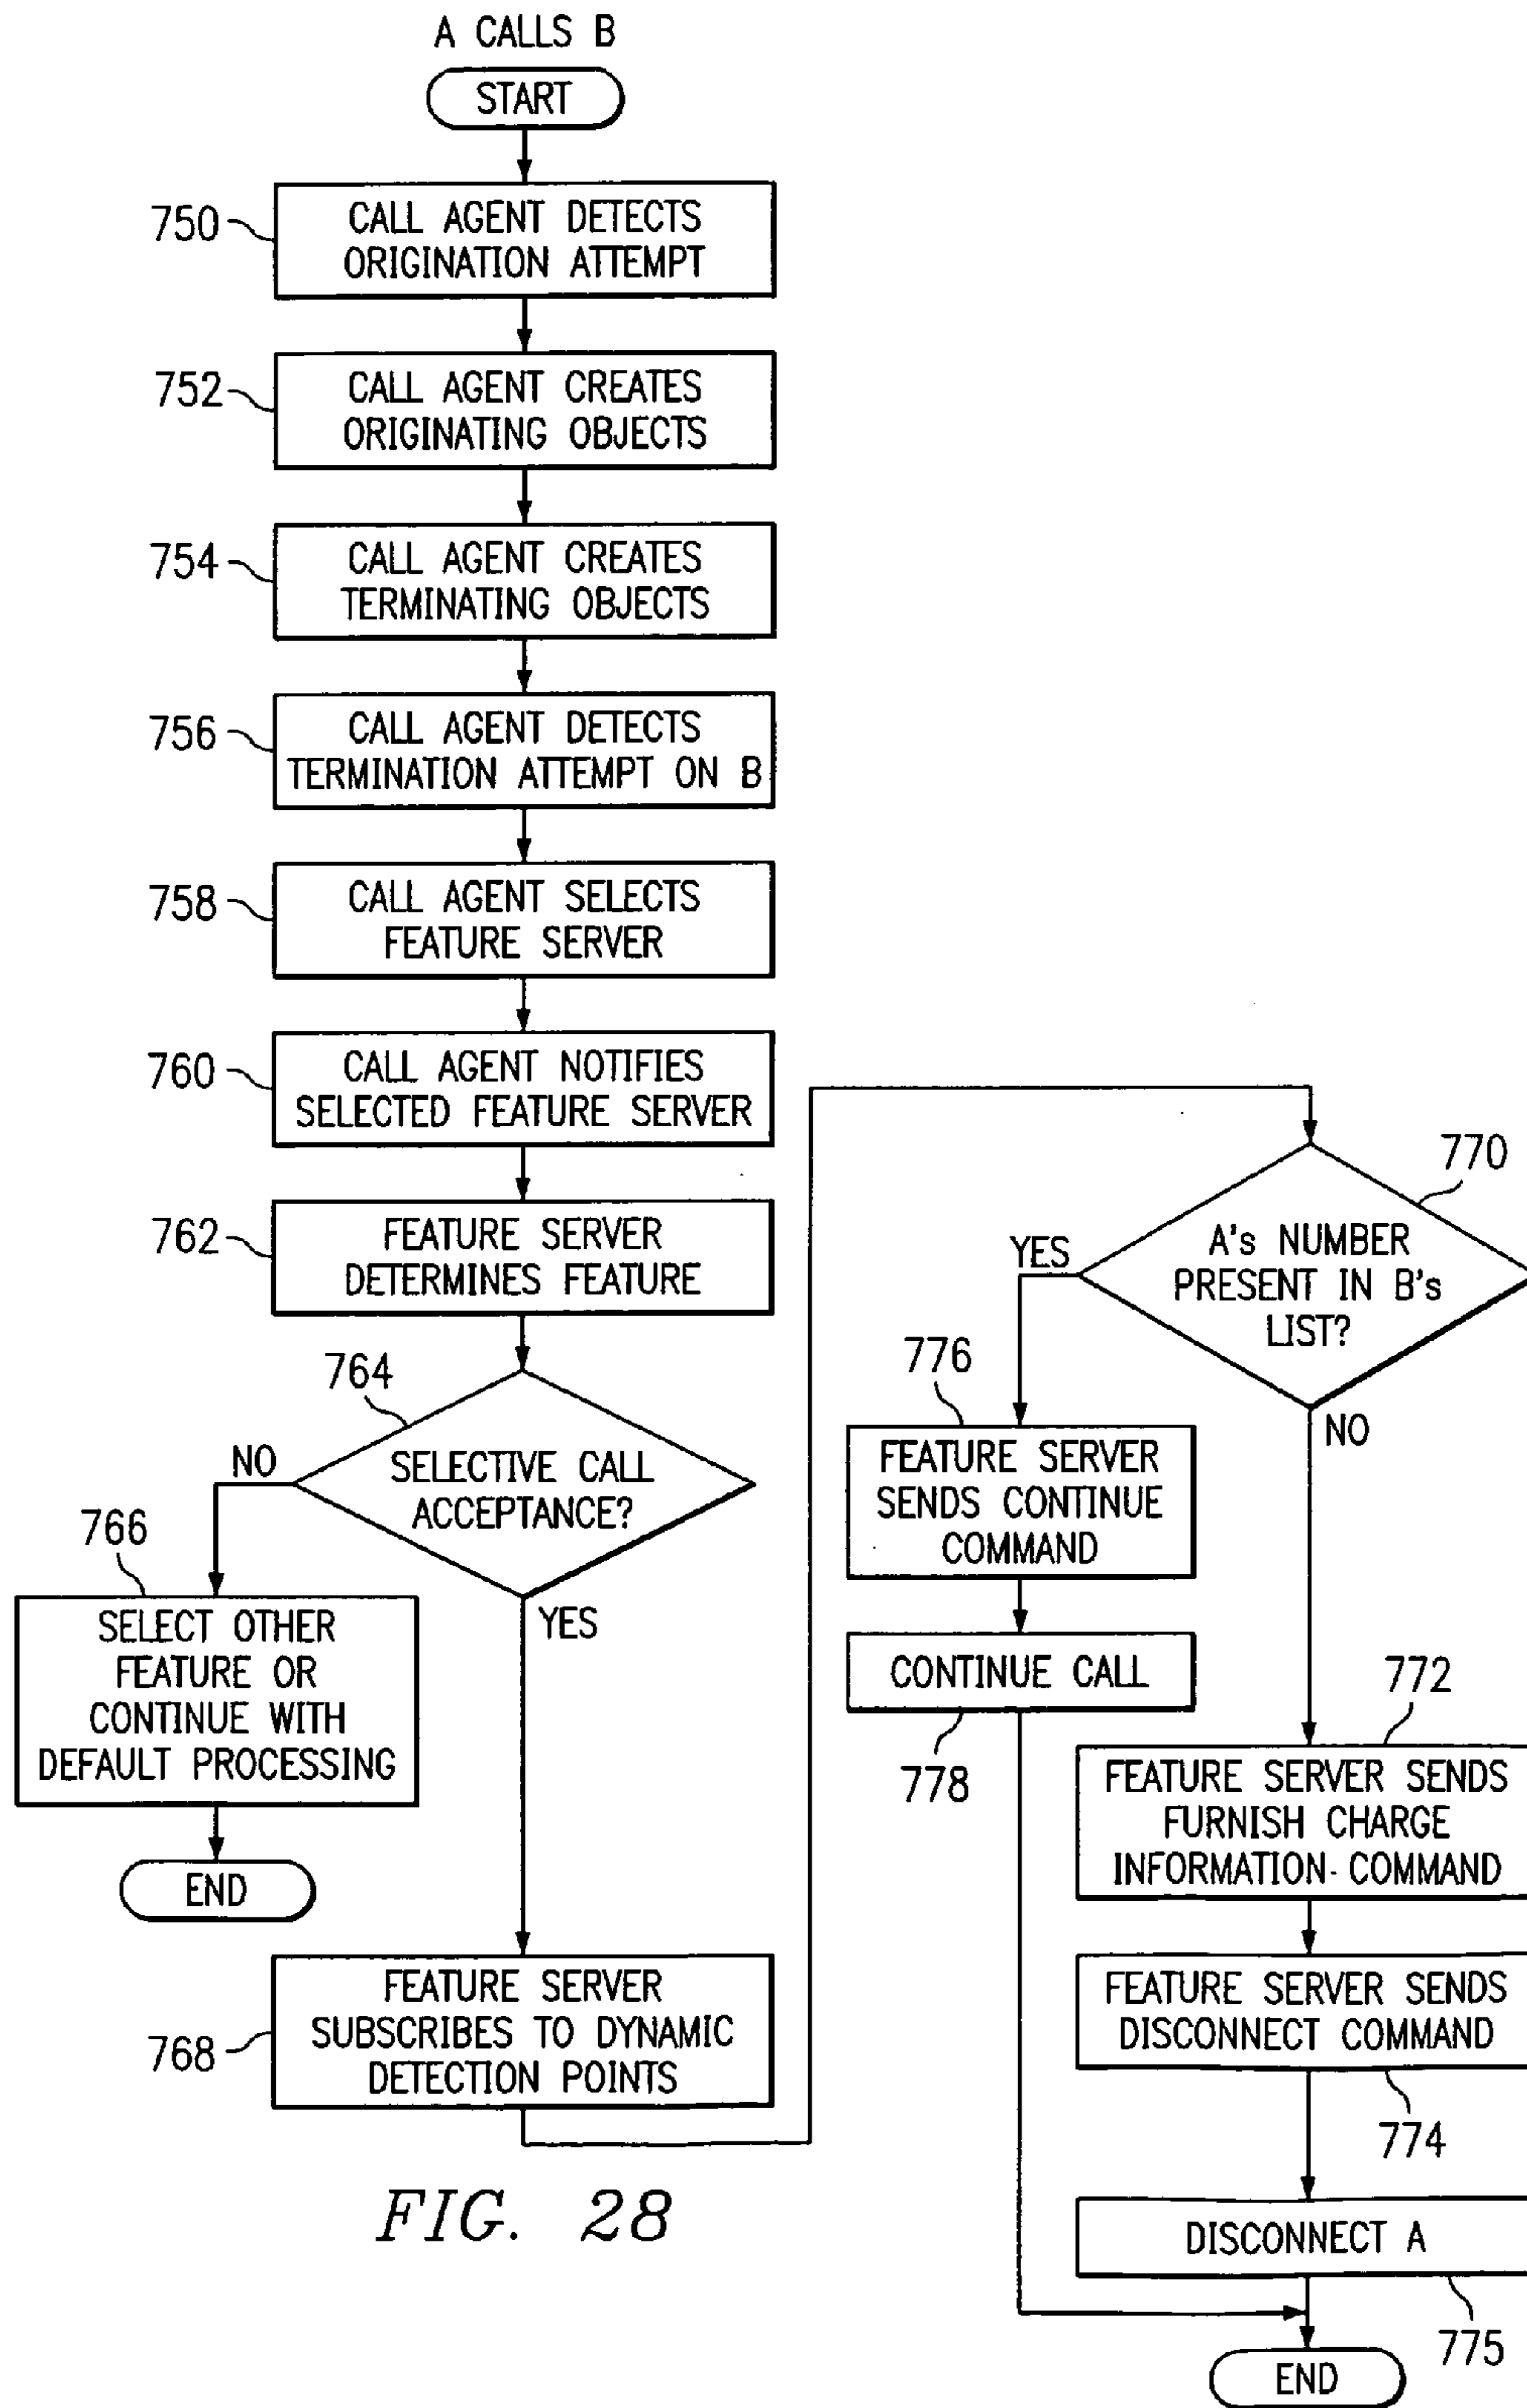 A CALLS B
START
750
CALL AGENT DETECTS
ORIGINATION ATTEMPT
752
CALL AGENT CREATES
ORIGINATING OBJECTS
754
CALL AGENT CREATES
TERMINATING OBJECTS
756
CALL AGENT DETECTS
TERMINATION ATTEMPT ON B
758
CALL AGENT SELECTS
FEATURE SERVER
760
CALL AGENT NOTIFIES
SELECTED FEATURE SERVER
762
FEATURE SERVER
DETERMINES FEATURE
764
SELECTIVE CALL
ACCEPTANCE?
NO
YES
766
SELECT OTHER
FEATURE OR
CONTINUE WITH
DEFAULT PROCESSING
END
768
FEATURE SERVER
SUBSCRIBES TO DYNAMIC
DETECTION POINTS
770
A's NUMBER
PRESENT IN B's
LIST?
YES
NO
776
FEATURE SERVER
SENDS CONTINUE
COMMAND
CONTINUE CALL
778
772
FEATURE SERVER SENDS
FURNISH CHARGE
INFORMATION COMMAND
FEATURE SERVER SENDS
DISCONNECT COMMAND
774
DISCONNECT A
775
END
FIG. 28